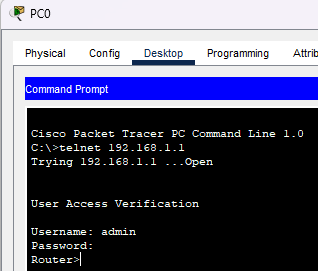 PC0
Physical Config Desktop Programming Attrib
Command Prompt
Cisco Packet Tracer PC Command Line 1.0
C:\>telnet 192.168.1.1
Trying 192.168.1.1 ...Open
User Access Verification
Username: admin
Password:
Router>